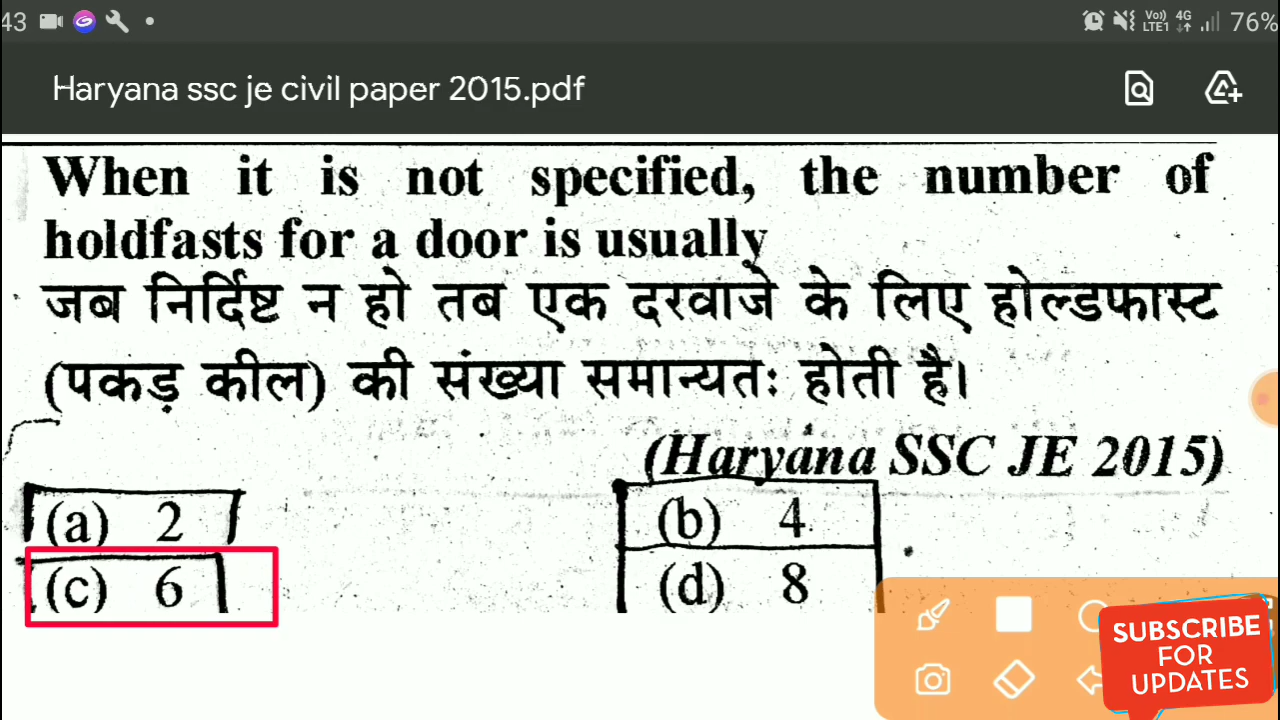 43
Vo))
LTE1
4G
76%
Haryana ssc je civil paper 2015.pdf
When it is not specified, the number of
holdfasts for a door is usually
जब निर्दिष्ट न हो तब एक दरवाजे के लिए होल्डफास्ट
(पकड़ कील) की संख्या समान्यतः होती है।
(Haryana SSC JE 2015)
(a) 2
(b) 4
(c) 6
(d) 8
SUBSCRIBE
FOR
UPDATES